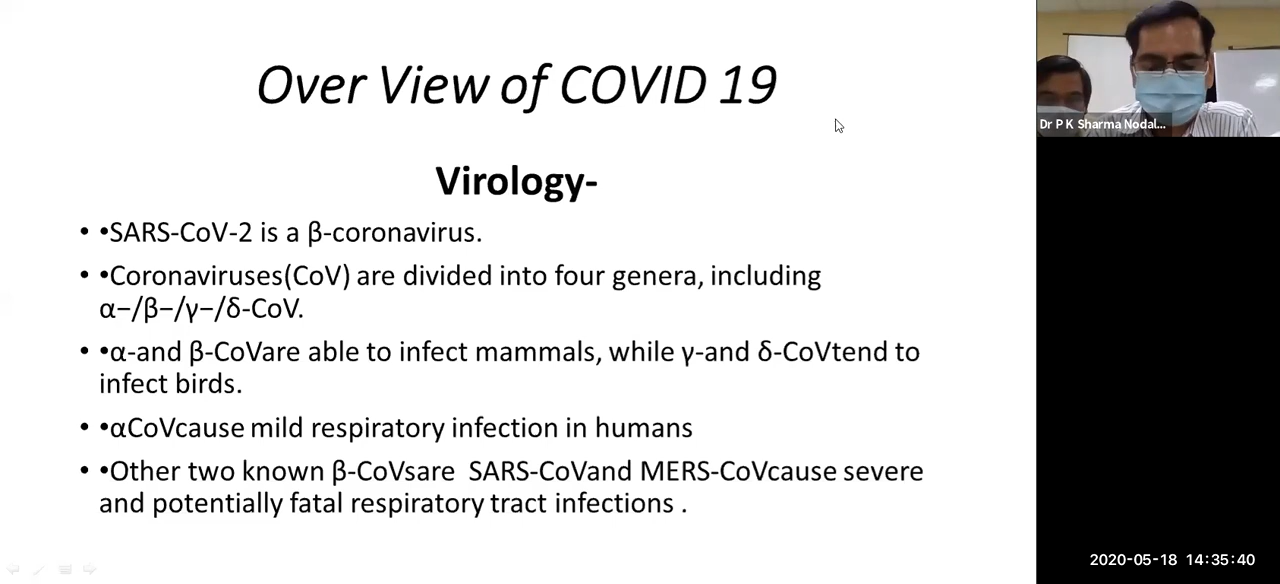 Over View of COVID 19
Virology-
• •SARS-CoV-2 is a β-coronavirus.
• •Coronaviruses(CoV) are divided into four genera, including
α−/β−/γ−/δ-CoV.
• •α-and β-CoVare able to infect mammals, while γ-and δ-CoVtend to
infect birds.
• •αCoVcause mild respiratory infection in humans
• •Other two known β-CoVsare SARS-CoVand MERS-CoVcause severe
and potentially fatal respiratory tract infections .
Dr P K Sharma Nodal...
2020-05-18 14:35:40